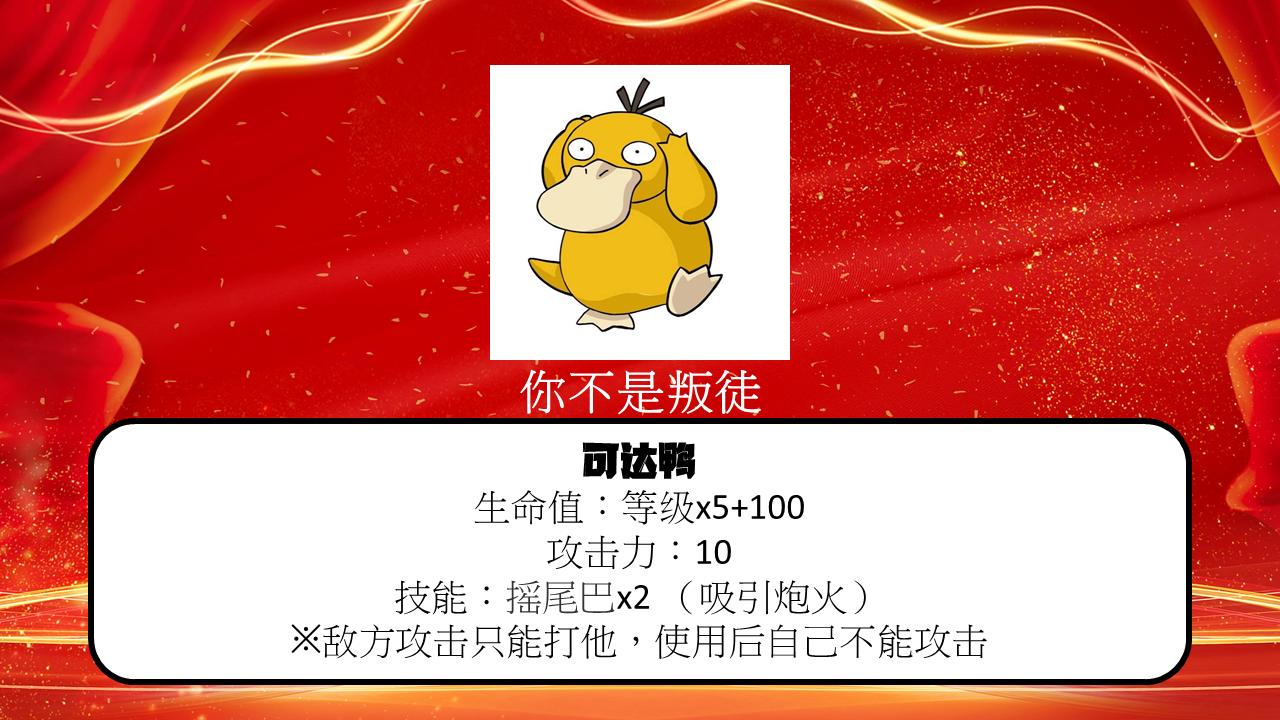 你不是叛徒
可达鸭
生命值：等级x5+100
攻击力：10
技能：摇尾巴x2 （吸引炮火）
※敌方攻击只能打他，使用后自己不能攻击